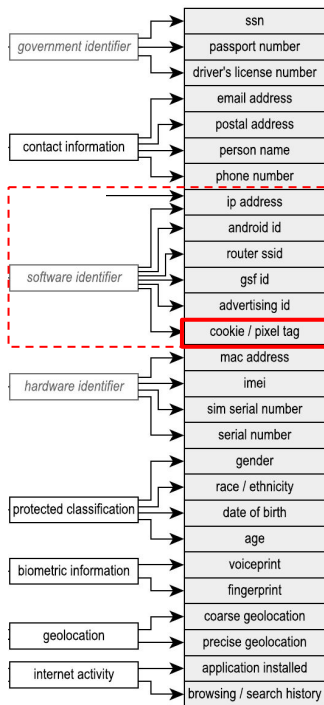 ssn
government identifier
passport number
driver's license number
email address
postal address
contact information
person name
phone number
ip address
android id
router ssid
software identifier
gsf id
advertising id
cookie / pixel tag
mac address
hardware identifier
imei
sim serial number
serial number
gender
race / ethnicity
protected classification
date of birth
age
biometric information
voiceprint
fingerprint
coarse geolocation
geolocation
precise geolocation
internet activity
application installed
browsing / search history